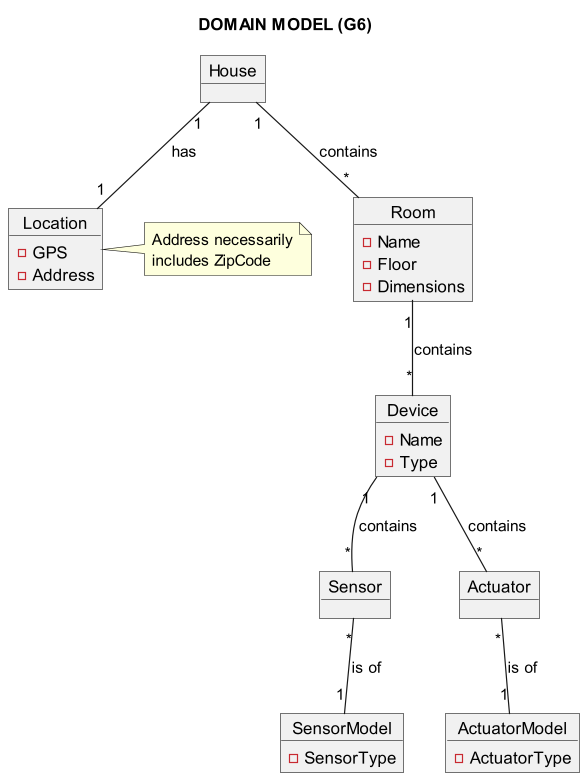 DOMAIN MODEL (G6)
House
1
1
has
contains
1
*
Location
GPS
Address
Address necessarily
includes ZipCode
Room
Name
Floor
Dimensions
1
contains
*
Device
Name
Type
1
1
contains
contains
*
*
Sensor
Actuator
*
*
is of
is of
1
1
SensorModel
SensorType
ActuatorModel
ActuatorType